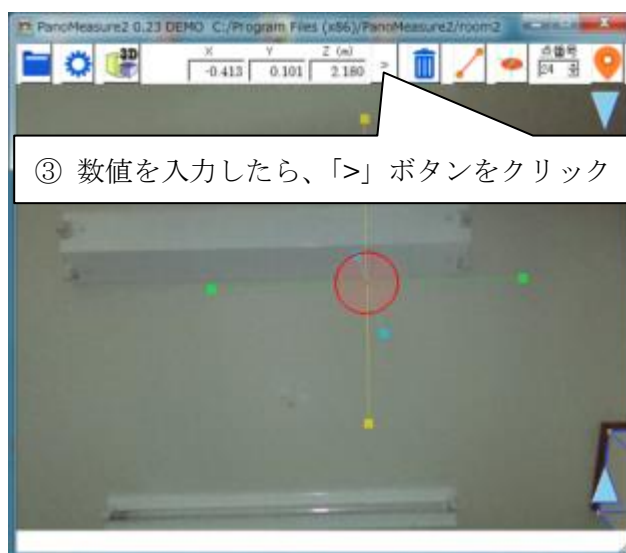 PanoMeasure2 0.23 DEMO C:/Program Files (x86)/PanoMeasure2/room2
3D
X Y Z (m)
-0.413 0.101 2.180 >
点番号
24
③ 数値を入力したら、「>」ボタンをクリック